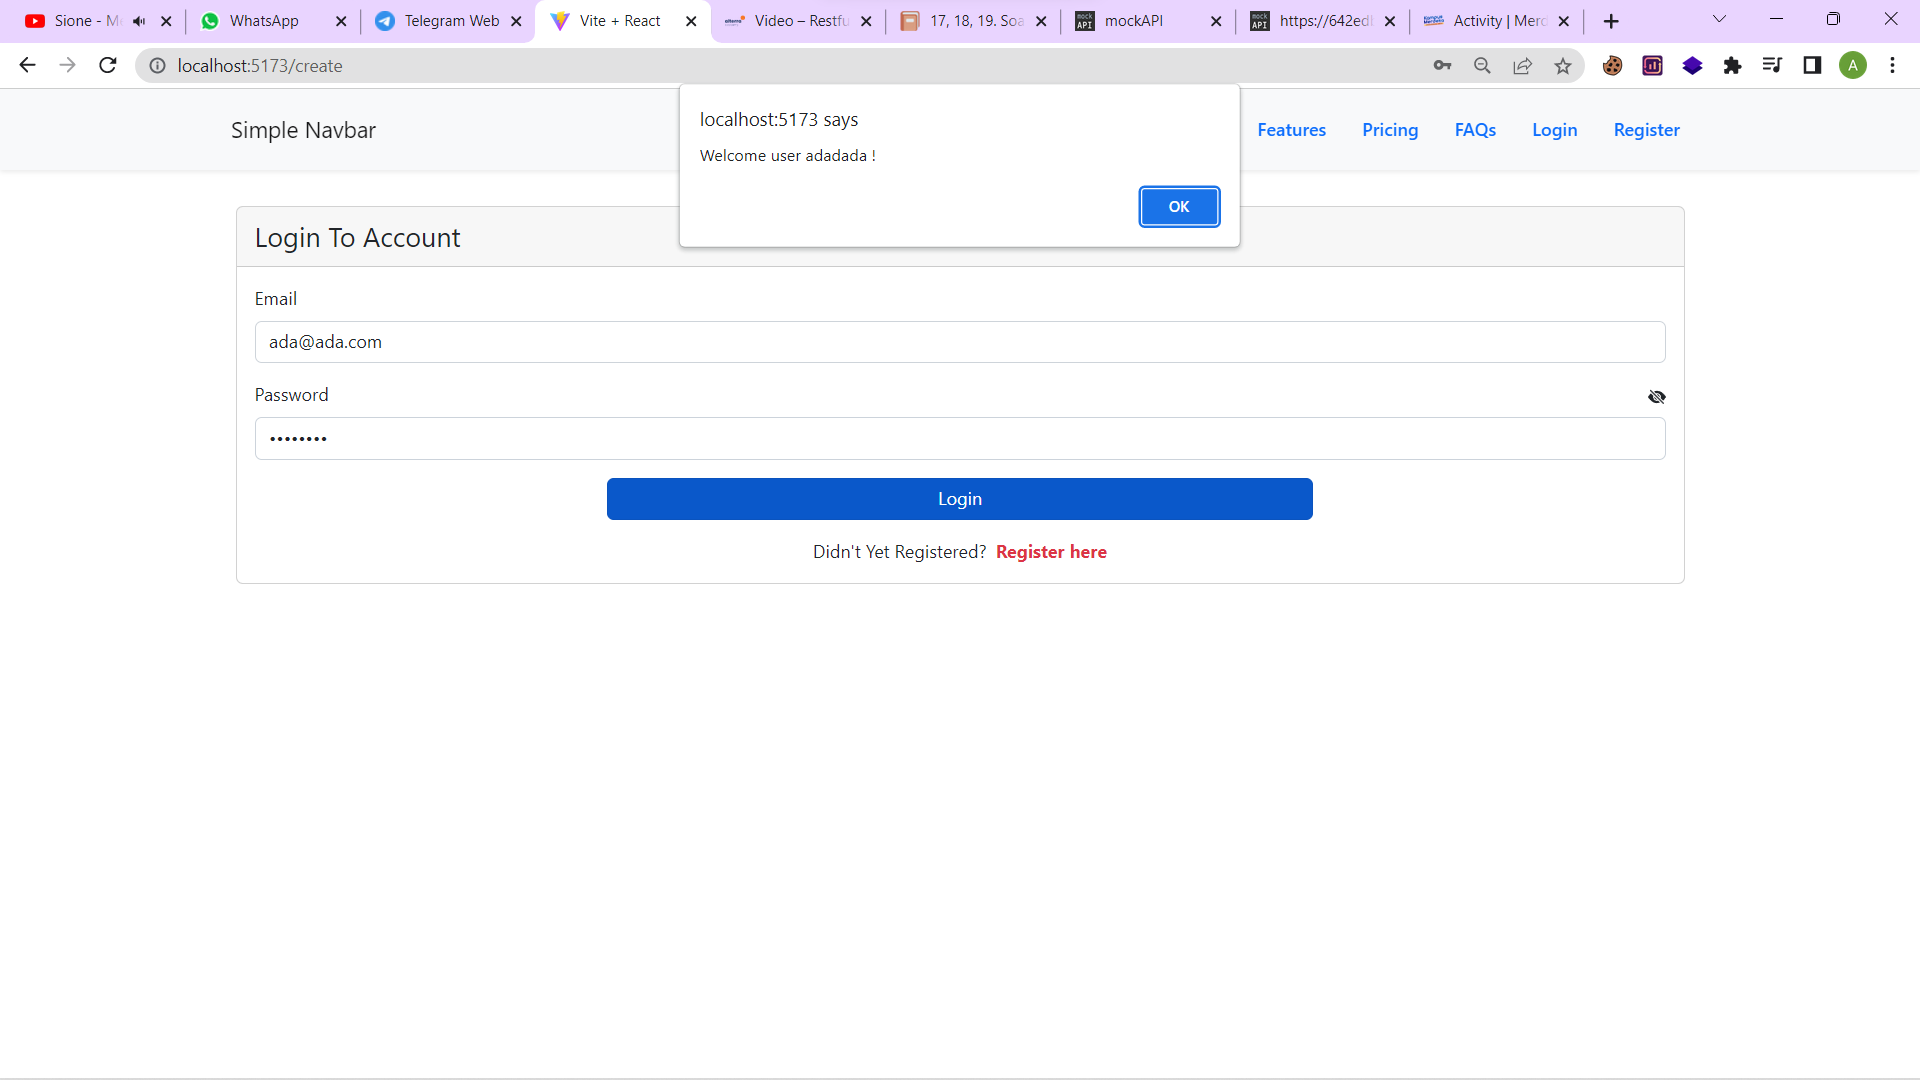 Sione - M
WhatsApp
Telegram Web
Vite + React
Video – Restfu
17, 18, 19. Soa
mockAPI
https://642ed
Activity | Merd
localhost:5173/create
A
Simple Navbar
Features
Pricing
FAQs
Login
Register
localhost:5173 says
Welcome user adadada !
OK
Login To Account
Email
ada@ada.com
Password
••••••••
Login
Didn't Yet Registered? Register here